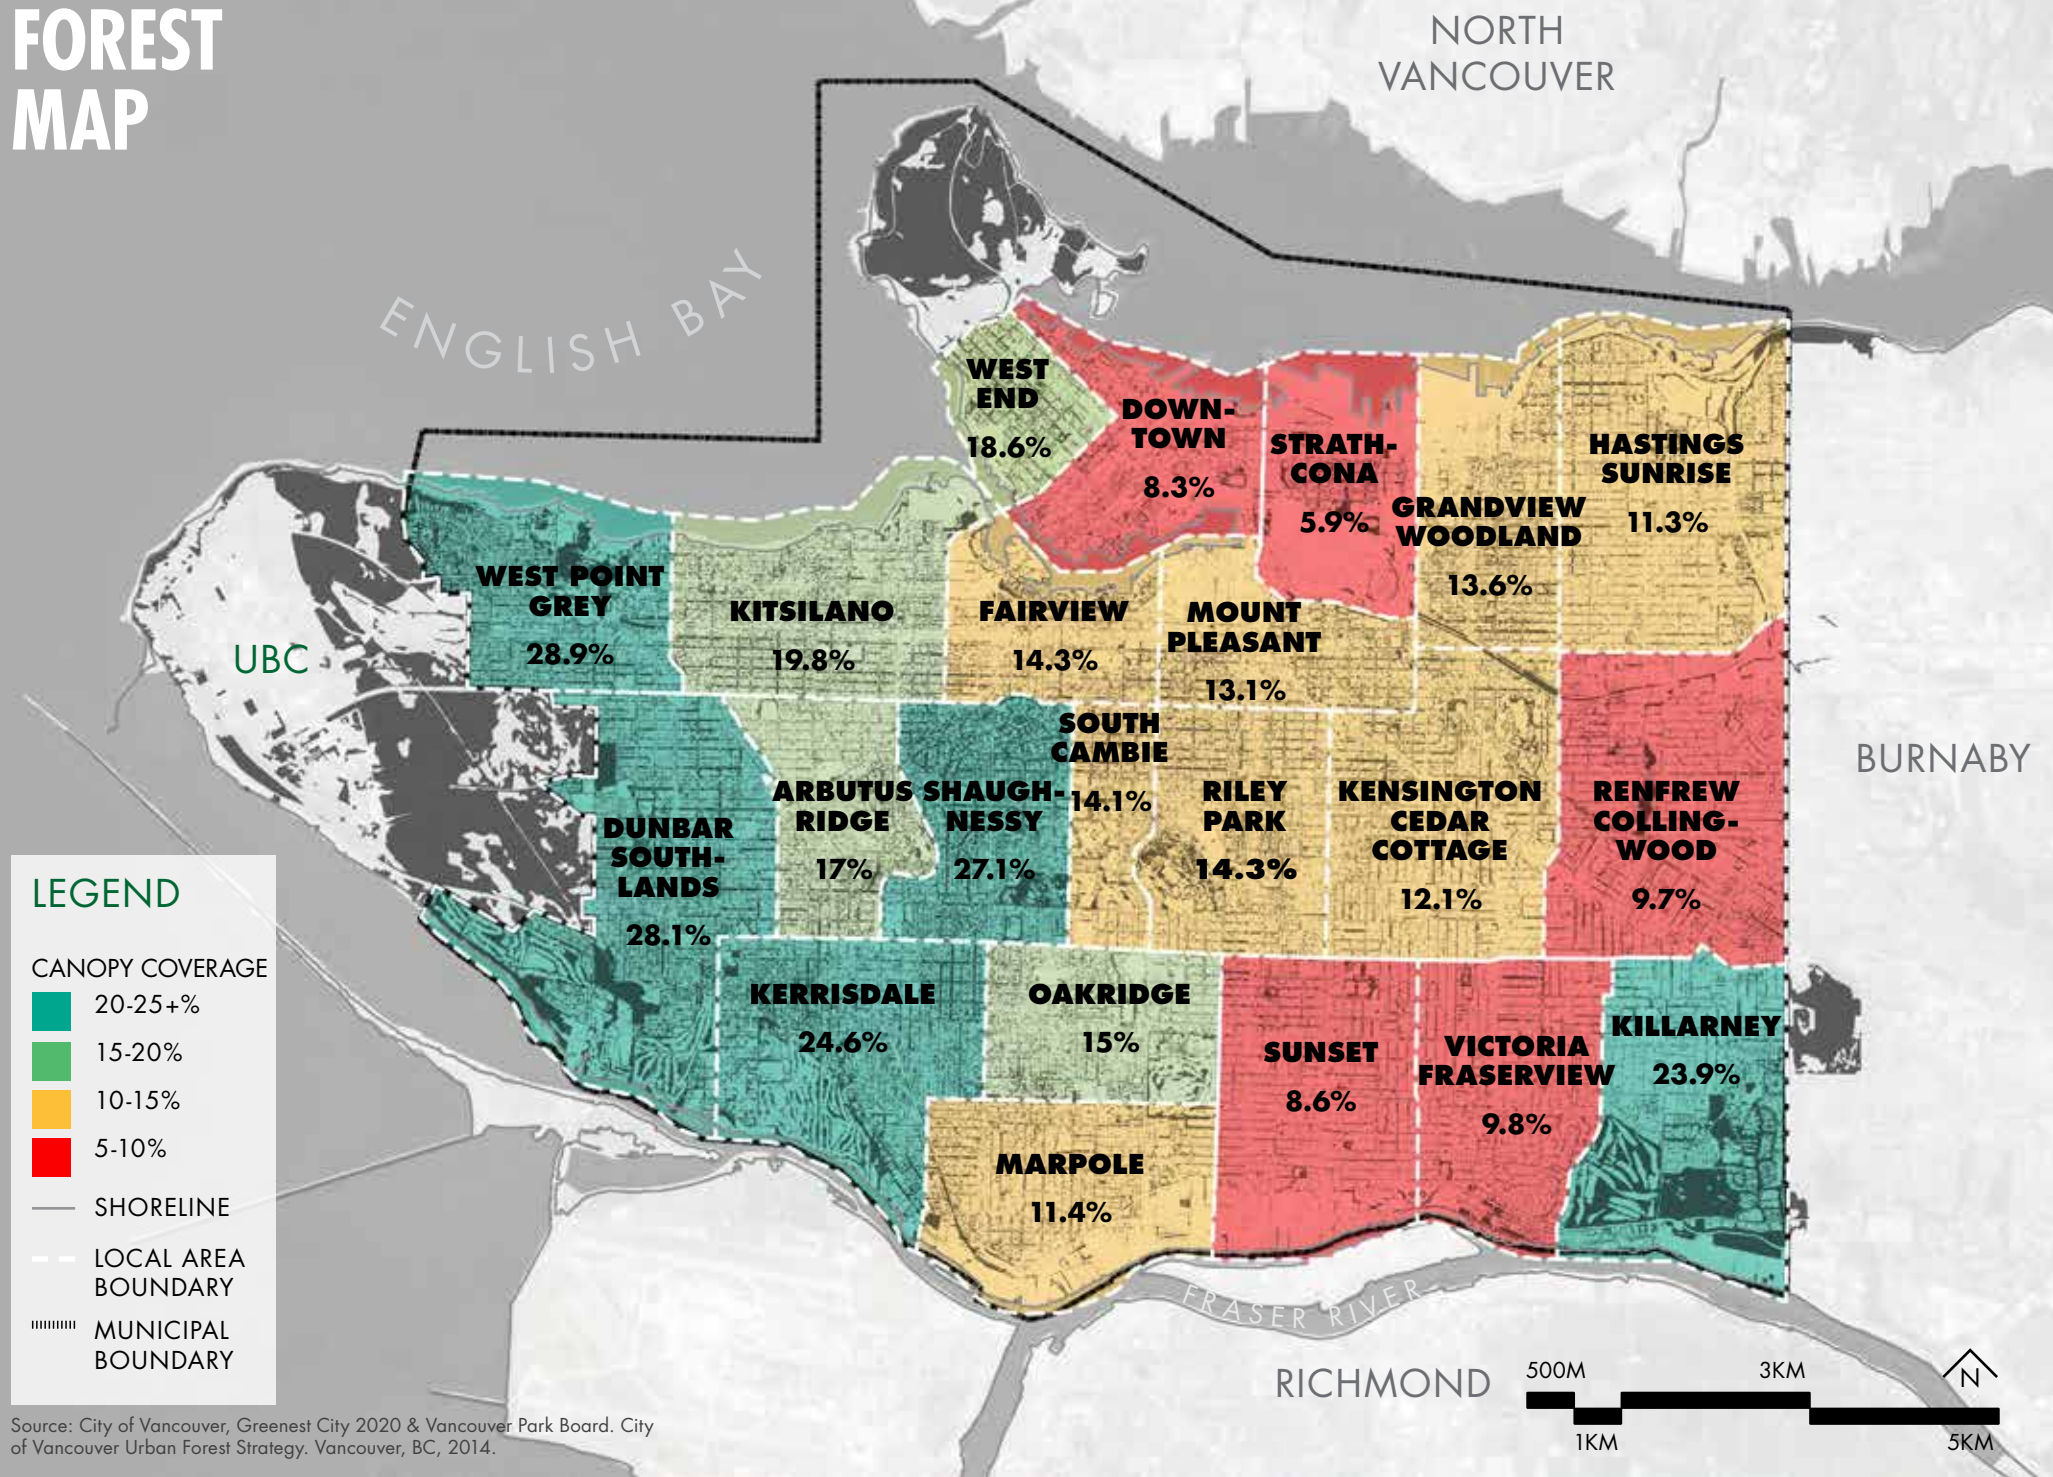 FOREST
MAP
NORTH
VANCOUVER
ENGLISH BAY
WEST
END
18.6%
DOWN-
TOWN
8.3%
STRATH-
CONA
5.9%
GRANDVIEW
WOODLAND
13.6%
HASTINGS
SUNRISE
11.3%
UBC
WEST POINT
GREY
28.9%
KITSILANO
19.8%
FAIRVIEW
14.3%
MOUNT
PLEASANT
13.1%
BURNABY
DUNBAR
SOUTH-
LANDS
28.1%
ARBUTUS
RIDGE
17%
SHAUGH-
NESSY
27.1%
SOUTH
CAMBIE
14.1%
RILEY
PARK
14.3%
KENSINGTON
CEDAR
COTTAGE
12.1%
RENFREW
COLLING-
WOOD
9.7%
KERRISDALE
24.6%
OAKRIDGE
15%
SUNSET
8.6%
VICTORIA
FRASERVIEW
9.8%
KILLARNEY
23.9%
MARPOLE
11.4%
FRASER RIVER
RICHMOND
LEGEND
CANOPY COVERAGE
20-25+%
15-20%
10-15%
5-10%
SHORELINE
LOCAL AREA
BOUNDARY
MUNICIPAL
BOUNDARY
500M
3KM
1KM
5KM
N
Source: City of Vancouver, Greenest City 2020 & Vancouver Park Board. City
of Vancouver Urban Forest Strategy. Vancouver, BC, 2014.